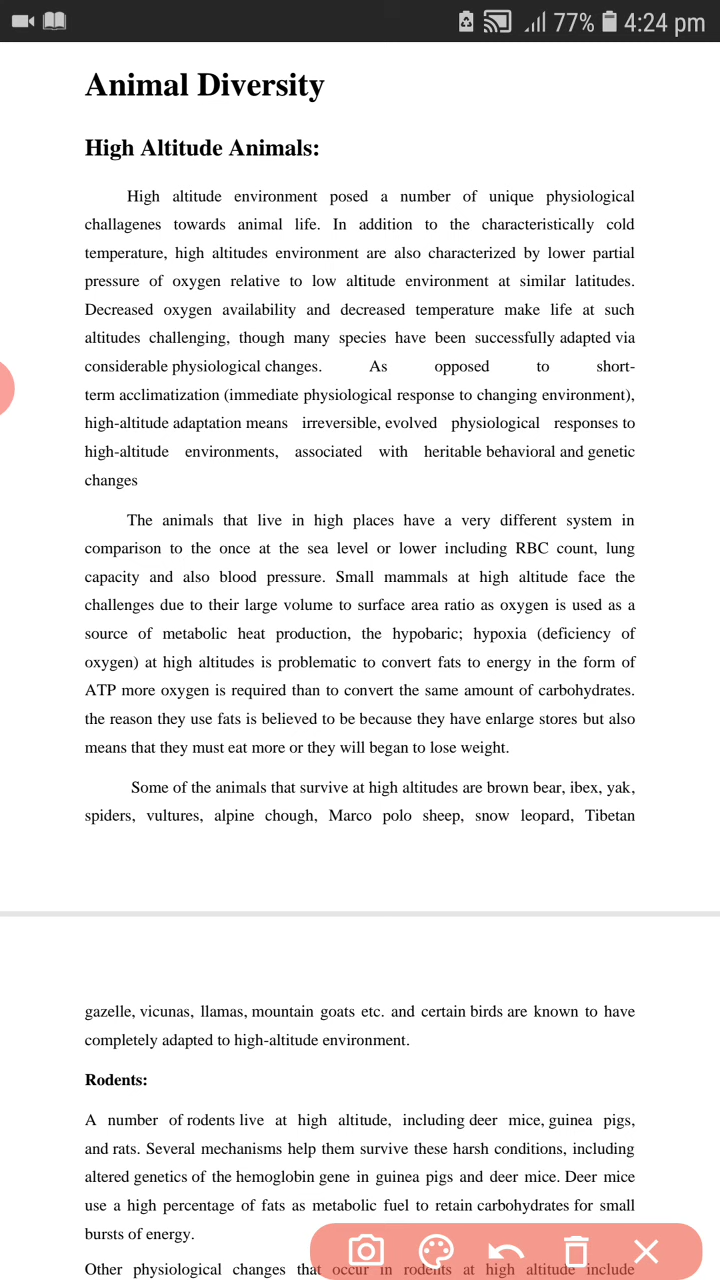 77% 4:24 pm
Animal Diversity
High Altitude Animals:
High altitude environment posed a number of unique physiological
challagenes towards animal life. In addition to the characteristically cold
temperature, high altitudes environment are also characterized by lower partial
pressure of oxygen relative to low altitude environment at similar latitudes.
Decreased oxygen availability and decreased temperature make life at such
altitudes challenging, though many species have been successfully adapted via
considerable physiological changes. As opposed to short-
term acclimatization (immediate physiological response to changing environment),
high-altitude adaptation means irreversible, evolved physiological responses to
high-altitude environments, associated with heritable behavioral and genetic
changes
The animals that live in high places have a very different system in
comparison to the once at the sea level or lower including RBC count, lung
capacity and also blood pressure. Small mammals at high altitude face the
challenges due to their large volume to surface area ratio as oxygen is used as a
source of metabolic heat production, the hypobaric; hypoxia (deficiency of
oxygen) at high altitudes is problematic to convert fats to energy in the form of
ATP more oxygen is required than to convert the same amount of carbohydrates.
the reason they use fats is believed to be because they have enlarge stores but also
means that they must eat more or they will began to lose weight.
Some of the animals that survive at high altitudes are brown bear, ibex, yak,
spiders, vultures, alpine chough, Marco polo sheep, snow leopard, Tibetan
gazelle, vicunas, llamas, mountain goats etc. and certain birds are known to have
completely adapted to high-altitude environment.
Rodents:
A number of rodents live at high altitude, including deer mice, guinea pigs,
and rats. Several mechanisms help them survive these harsh conditions, including
altered genetics of the hemoglobin gene in guinea pigs and deer mice. Deer mice
use a high percentage of fats as metabolic fuel to retain carbohydrates for small
bursts of energy.
Other physiological changes that occur in rodents at high altitude include